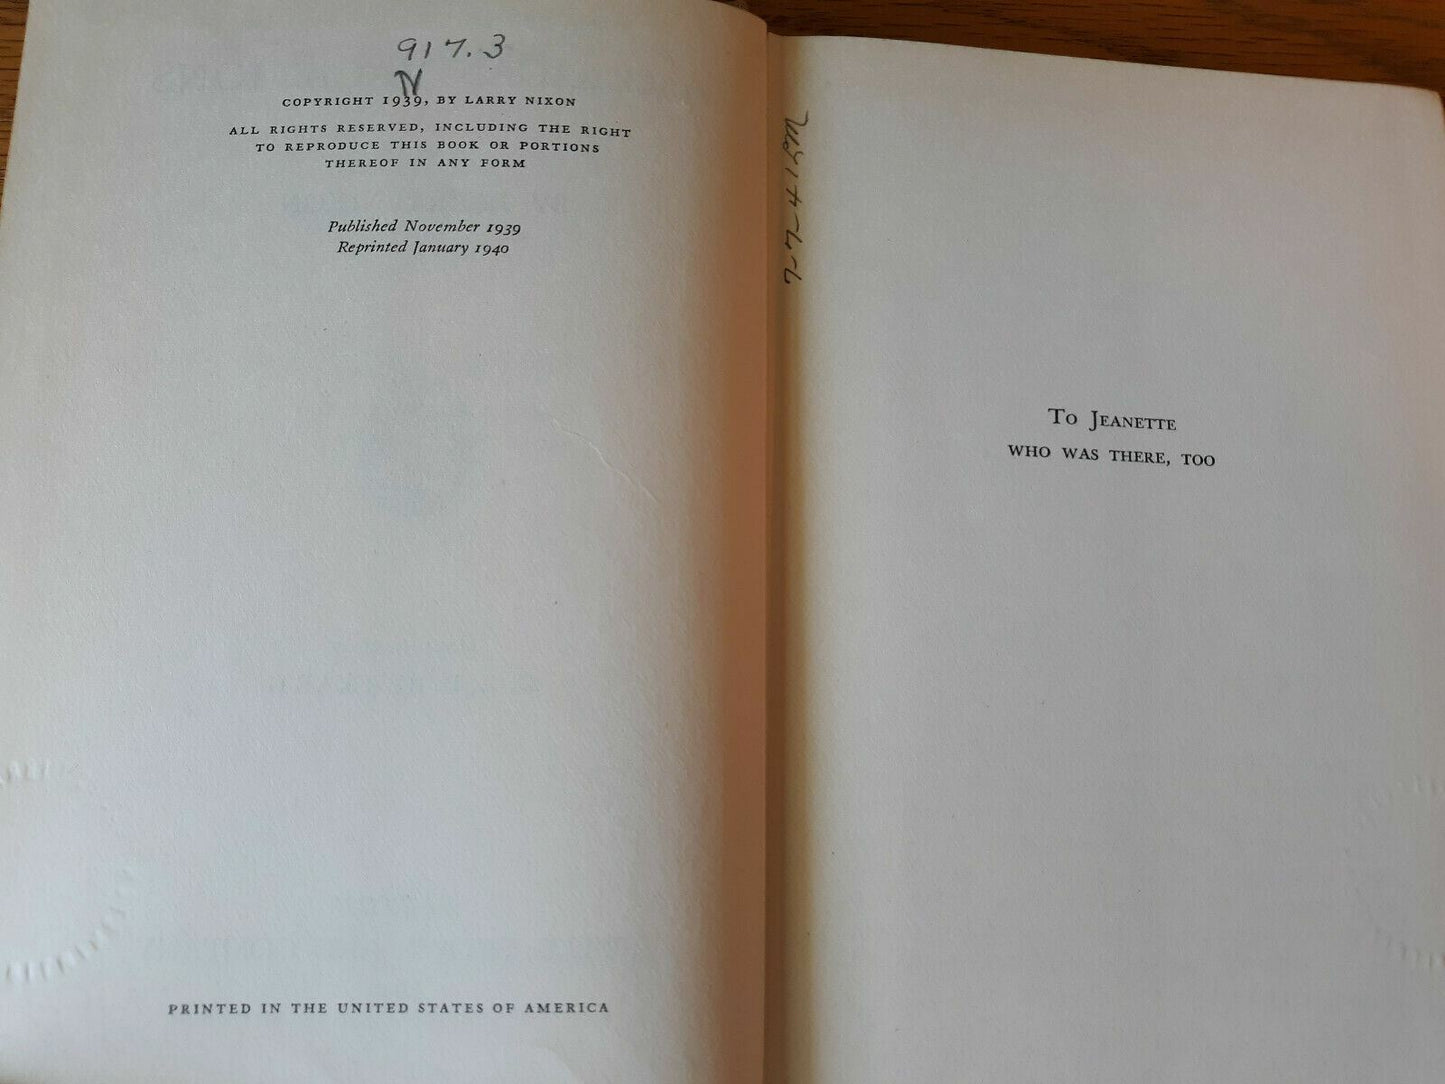 917.3
N
COPYRIGHT 1939, BY LARRY NIXON
ALL RIGHTS RESERVED, INCLUDING THE RIGHT
TO REPRODUCE THIS BOOK OR PORTIONS
THEREOF IN ANY FORM
Published November 1939
Reprinted January 1940
PRINTED IN THE UNITED STATES OF AMERICA
To Jeanette
WHO WAS THERE, TOO